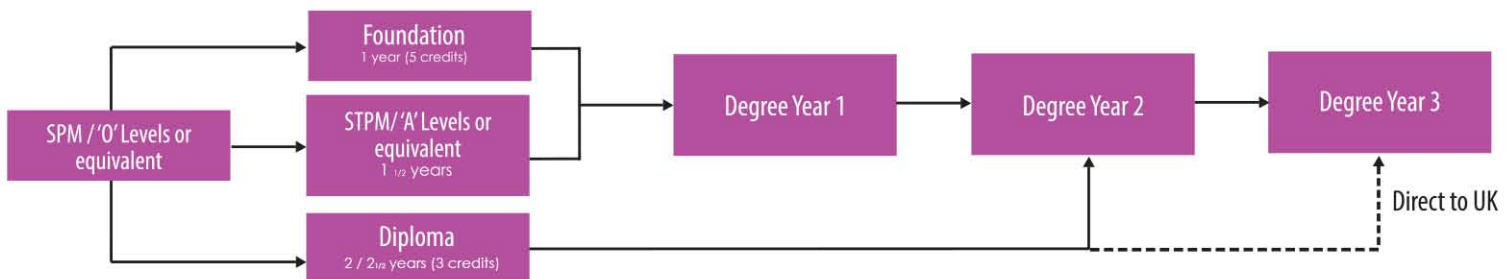 SPM / ‘O’ Levels or
equivalent
Foundation
1 year (5 credits)
STPM/ ‘A’ Levels or
equivalent
1 1/2 years
Diploma
2 / 2 1/2 years (3 credits)
Degree Year 1
Degree Year 2
Degree Year 3
Direct to UK